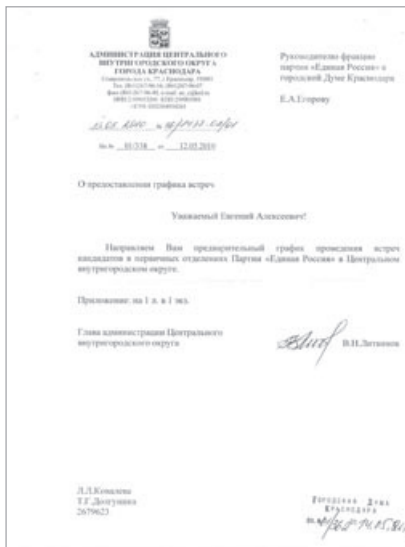 АДМИНИСТРАЦИЯ ЦЕНТРАЛЬНОГО
ВНУТРИГОРОДСКОГО ОКРУГА
ГОРОДА КРАСНОДАРА
Руководителю фракции
партии «Единая Россия» в
городской Думе Краснодара
Е.А.Егорову
На № 01/338 от 12.05.2010
О предоставлении графика встреч
Уважаемый Евгений Алексеевич!
Направляем Вам предварительный график проведения встреч
кандидатов в первичных отделениях Партии «Единая Россия» в Центральном
внутригородском округе.
Приложение: на 1 л. в 1 экз.
Глава администрации Центрального
внутригородского округа
Л.Л.Ковалева
Т.Г.Долгушина
2679623
ГОРОДСКАЯ ДУМА
КРАСНОДАРА